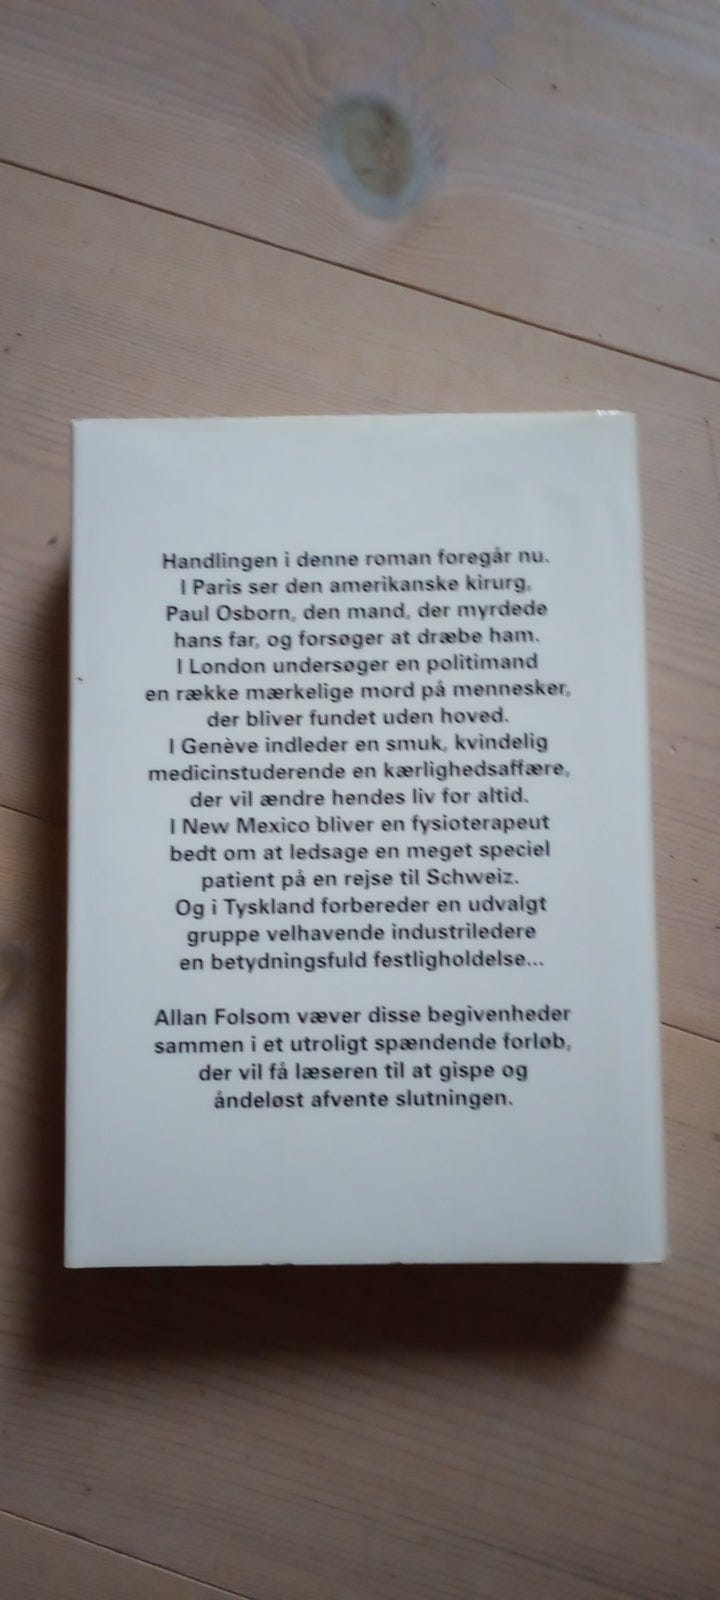 Handlingen i denne roman foregår nu.
I Paris ser den amerikanske kirurg,
Paul Osborn, den mand, der myrdede
hans far, og forsøger at dræbe ham.
I London undersøger en politimand
en række mærkelige mord på mennesker,
der bliver fundet uden hoved.
I Genève indleder en smuk, kvindelig
medicinstuderende en kærlighedsaffære,
der vil ændre hendes liv for altid.
I New Mexico bliver en fysioterapeut
bedt om at ledsage en meget speciel
patient på en rejse til Schweiz.
Og i Tyskland forbereder en udvalgt
gruppe velhavende industriledere
en betydningsfuld festligholdelse...
Allan Folsom væver disse begivenheder
sammen i et utroligt spændende forløb,
der vil få læseren til at gispe og
åndeløst afvente slutningen.